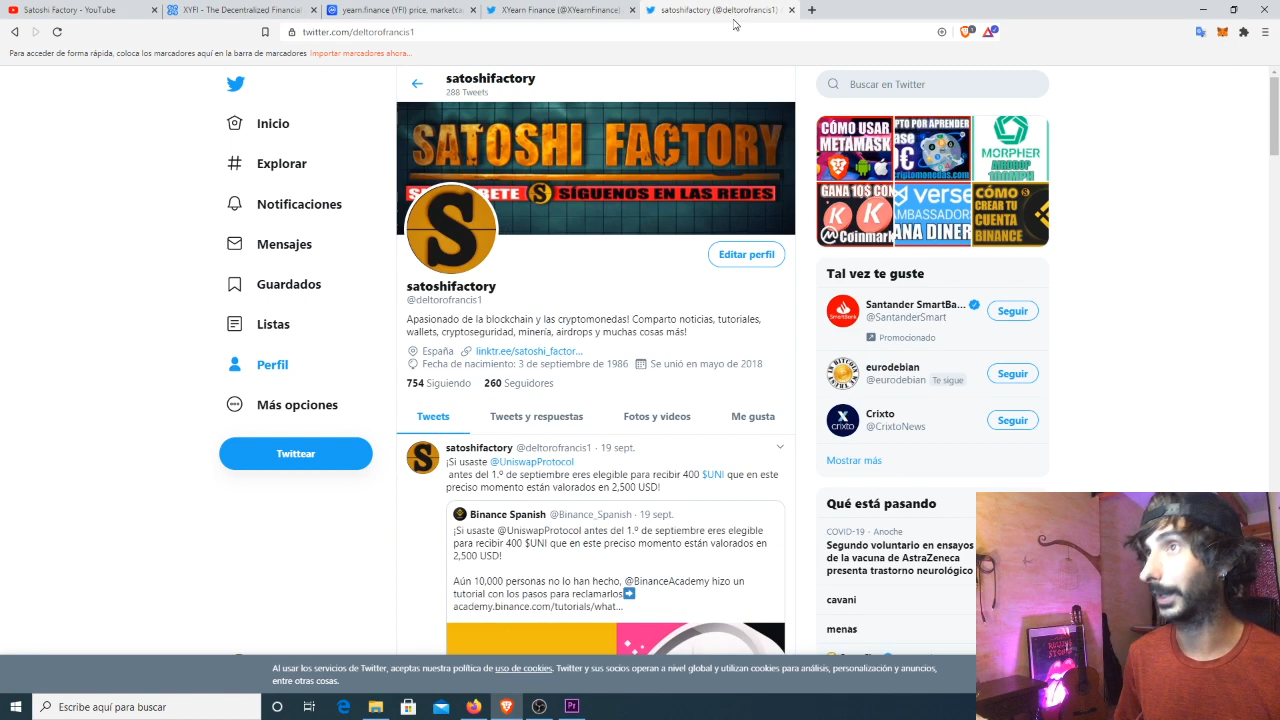 Satoshi Factory - YouTube
XYFI - Decentralized Finance
yearn.finance (YFI) price, marketca
XYearn Finance (@XYearnFinance)
satoshifactory (@deltorofrancis1)
twitter.com/deltorofrancis1
Para acceder de forma rápida, coloca los marcadores aquí en la barra de marcadores Importar marcadores ahora...
Inicio
Explorar
Notificaciones
Mensajes
Guardados
Listas
Perfil
Más opciones
Twittear
satoshifactory
288 Tweets
SATOSHI FACTORY
SÍGUENOS EN LAS REDES
S
Editar perfil
satoshifactory
@deltorofrancis1
Apasionado de la blockchain y las cryptomonedas! Comparto noticias, tutoriales,
wallets, cryptoseguridad, minería, airdrops y muchas cosas más!
España linktr.ee/satoshi_factor...
Fecha de nacimiento: 3 de septiembre de 1986 Se unió en mayo de 2018
754 Siguiendo 260 Seguidores
Tweets Tweets y respuestas Fotos y videos Me gusta
satoshifactory @deltorofrancis1 · 19 sept.
¡Si usaste @UniswapProtocol
antes del 1.º de septiembre eres elegible para recibir 400 $UNI que en este
preciso momento están valorados en 2,500 USD!
Binance Spanish @Binance_Spanish · 19 sept.
¡Si usaste @UniswapProtocol antes del 1.º de septiembre eres elegible
para recibir 400 $UNI que en este preciso momento están valorados en
2,500 USD!
Aún 10,000 personas no lo han hecho, @BinanceAcademy hizo un
tutorial con los pasos para reclamarlos
academy.binance.com/tutorials/what...
Buscar en Twitter
CÓMO USAR
METAMASK
PTO POR APRENDER
MORPHER
AIRDROP
GANA 10$ CON
Coinmark
verse
AMBASSADOR
ANA DINER
CÓMO
CREAR TU
CUENTA
BINANCE
Tal vez te guste
Santander SmartBa...
@SantanderSmart
Promocionado
Seguir
eurodebian
@eurodebian Te sigue
Seguir
Crixto
@CrixtoNews
Seguir
Mostrar más
Qué está pasando
COVID-19 · Anoche
Segundo voluntario en ensayos
de la vacuna de AstraZeneca
presenta trastorno neurológico
cavani
menas
Al usar los servicios de Twitter, aceptas nuestra política de uso de cookies. Twitter y sus socios operan a nivel global y utilizan cookies para análisis, personalización y anuncios,
entre otras cosas.
Escribe aquí para buscar